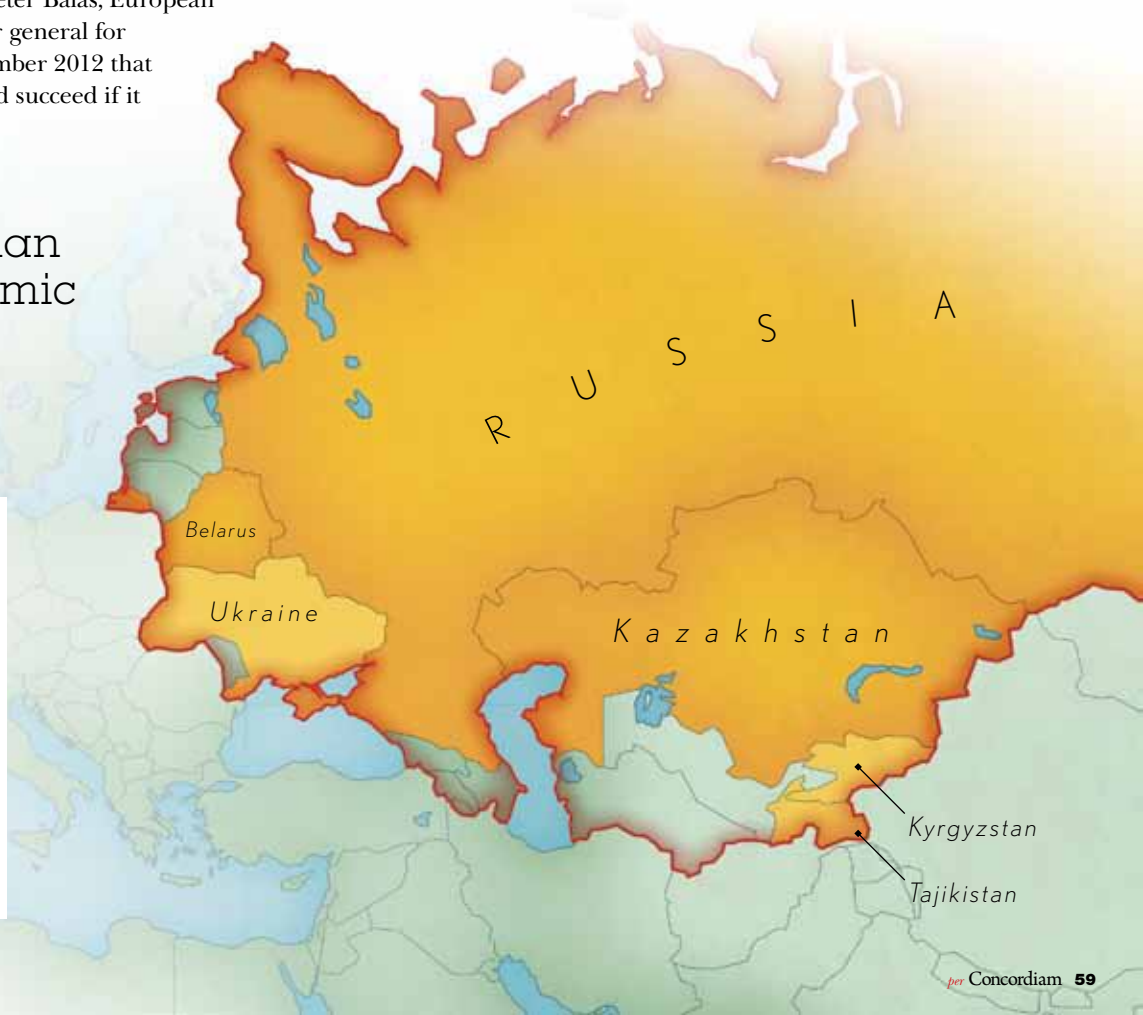 eter Balas, European
r general for
mber 2012 that
d succeed if it
an
mic
R U S S I A
Belarus
Ukraine
Kazakhstan
Kyrgyzstan
Tajikistan
per Concordiam 59